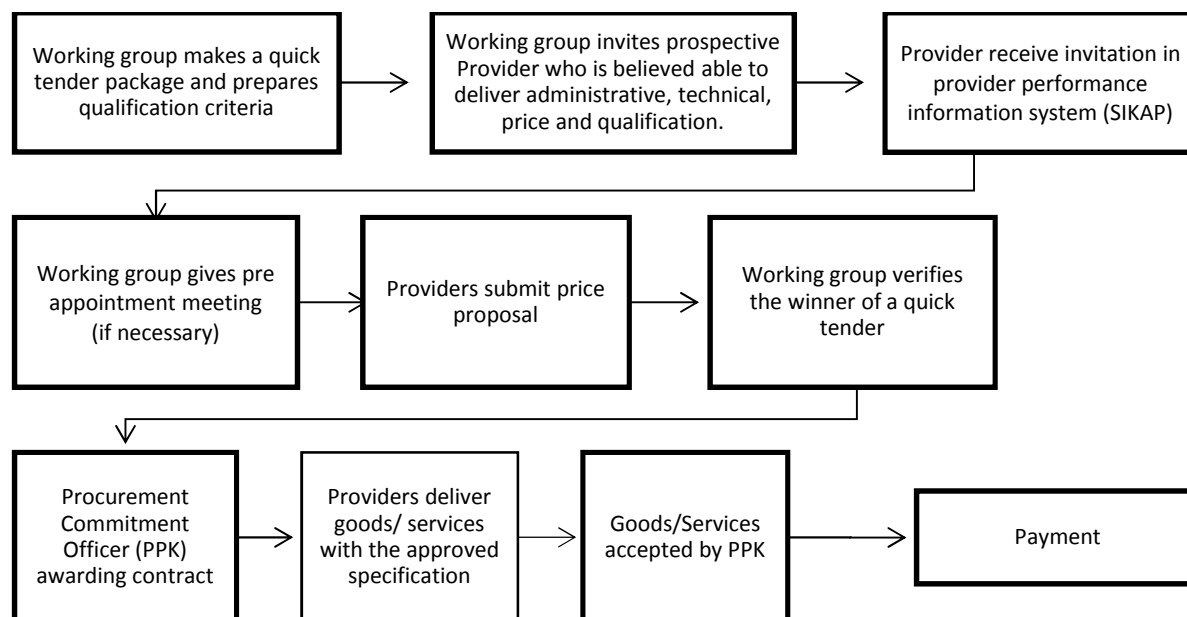 Working group makes a quick
tender package and prepares
qualification criteria
Working group invites prospective
Provider who is believed able to
deliver administrative, technical,
price and qualification.
Provider receive invitation in
provider performance
information system (SIKAP)
Working group gives pre
appointment meeting
(if necessary)
Providers submit price
proposal
Working group verifies
the winner of a quick
tender
Procurement
Commitment
Officer (PPK)
awarding contract
Providers deliver
goods/ services
with the approved
specification
Goods/Services
accepted by PPK
Payment